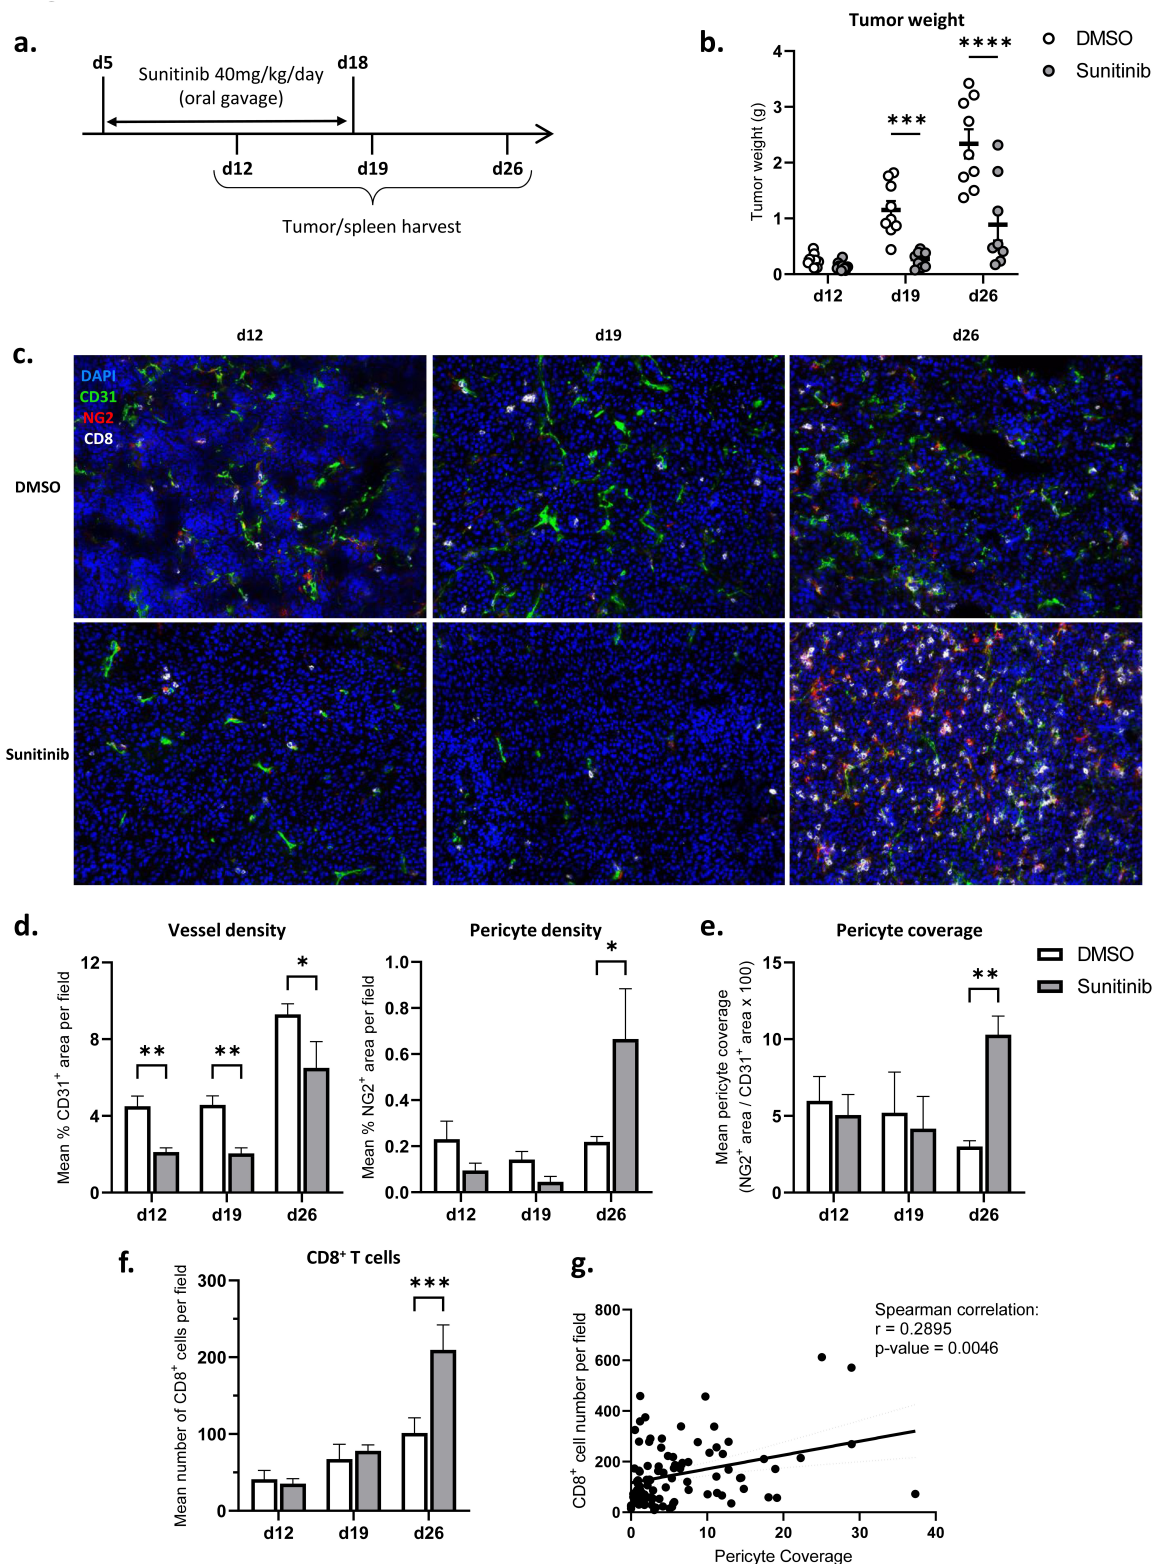 a.
d5
d18
Sunitinib 40mg/kg/day
(oral gavage)
d12
d19
d26
Tumor/spleen harvest
b.
Tumor weight
DMSO
Sunitinib
****
***
Tumor weight (g)
4
3
2
1
0
d12
d19
d26
c.
d12
d19
d26
DAPI
CD31
NG2
CD8
DMSO
Sunitinib
d.
Vessel density
Mean % CD31+ area per field
12
8
4
0
**
**
*
d12
d19
d26
Pericyte density
Mean % NG2+ area per field
1.0
0.8
0.6
0.4
0.2
0.0
*
d12
d19
d26
e.
Pericyte coverage
DMSO
Sunitinib
Mean pericyte coverage
(NG2+ area / CD31+ area x 100)
15
10
5
0
**
d12
d19
d26
f.
CD8+ T cells
Mean number of CD8+ cells per field
300
200
100
0
***
d12
d19
d26
g.
Spearman correlation:
r = 0.2895
p-value = 0.0046
CD8+ cell number per field
800
600
400
200
0
0
10
20
30
40
Pericyte Coverage